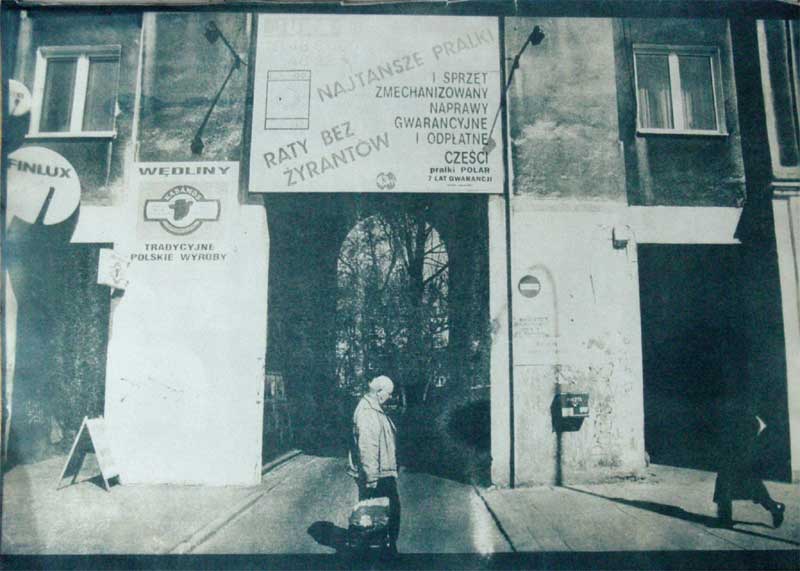 NAJTAŃSZE PRALKI
I SPRZĘT
ZMECHANIZOWANY
NAPRAWY
GWARANCYJNE
I ODPŁATNE
CZĘŚCI
pralki POLAR
7 LAT GWARANCJI
RATY BEZ
ŻYRANTÓW
FINLUX
WĘDLINY
TRADYCYJNE
POLSKIE WYROBY